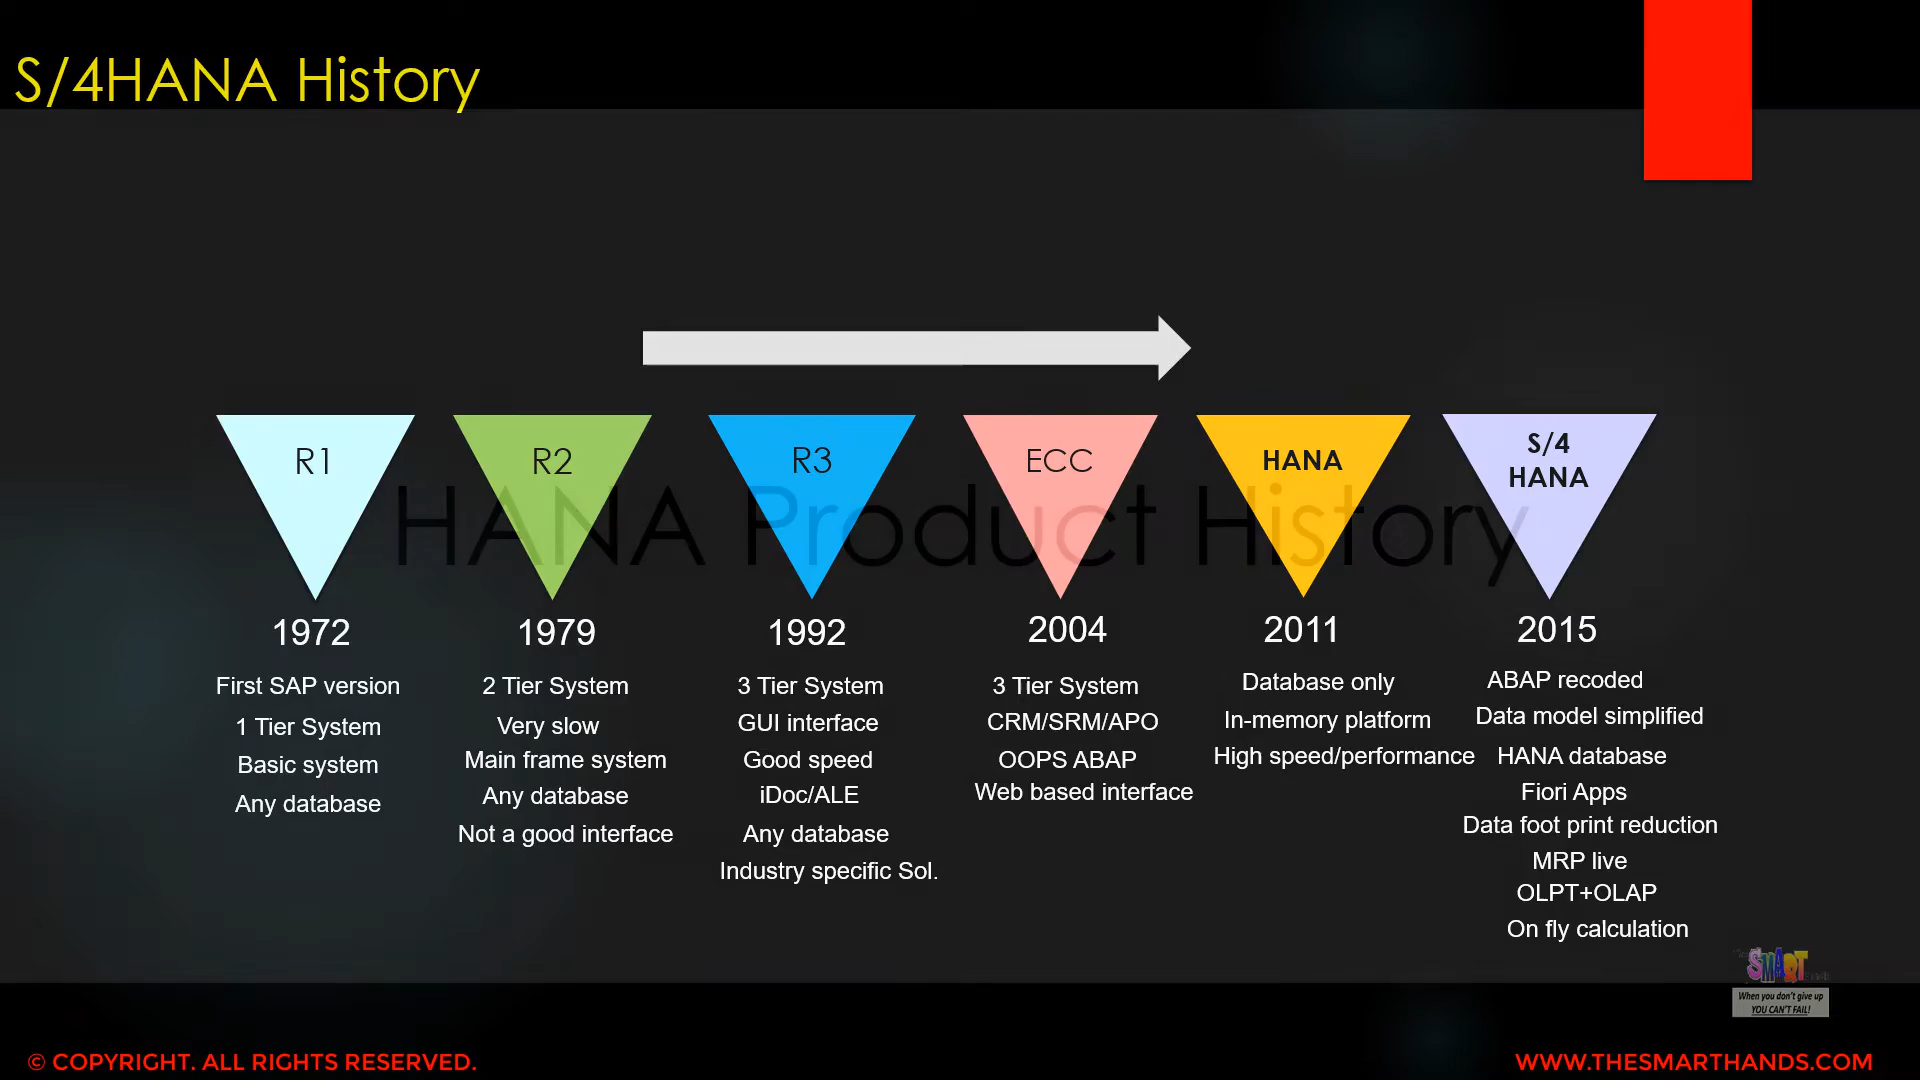 S/4HANA History
R1
R2
R3
ECC
HANA
S/4
HANA
HANA Product History
1972
First SAP version
1 Tier System
Basic system
Any database
1979
2 Tier System
Very slow
Main frame system
Any database
Not a good interface
1992
3 Tier System
GUI interface
Good speed
iDoc/ALE
Any database
Industry specific Sol.
2004
3 Tier System
CRM/SRM/APO
OOPS ABAP
Web based interface
2011
Database only
In-memory platform
High speed/performance
2015
ABAP recoded
Data model simplified
HANA database
Fiori Apps
Data foot print reduction
MRP live
OLPT+OLAP
On fly calculation
SMART
When you don't give up
YOU CAN'T FAIL!
© COPYRIGHT. ALL RIGHTS RESERVED.
WWW.THESMARTHANDS.COM